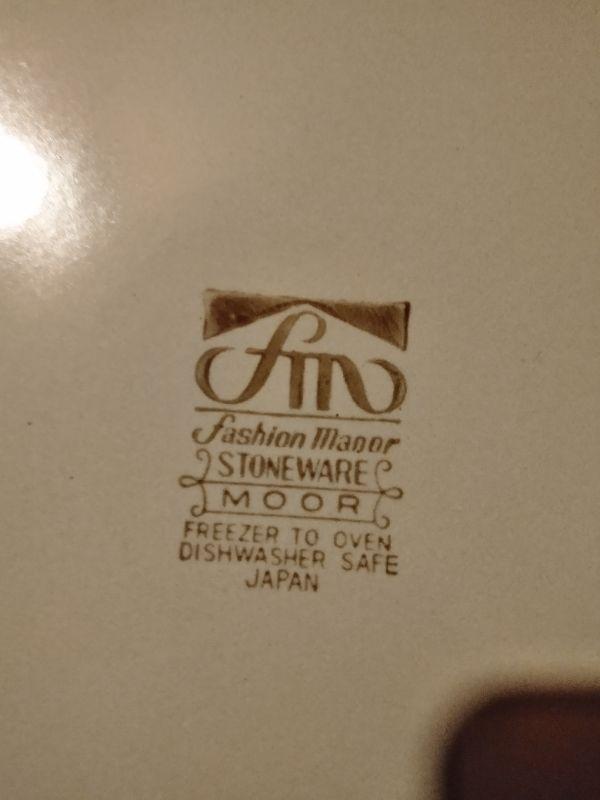 fm
fashion Manor
STONEWARE
MOOR
FREEZER TO OVEN
DISHWASHER SAFE
JAPAN